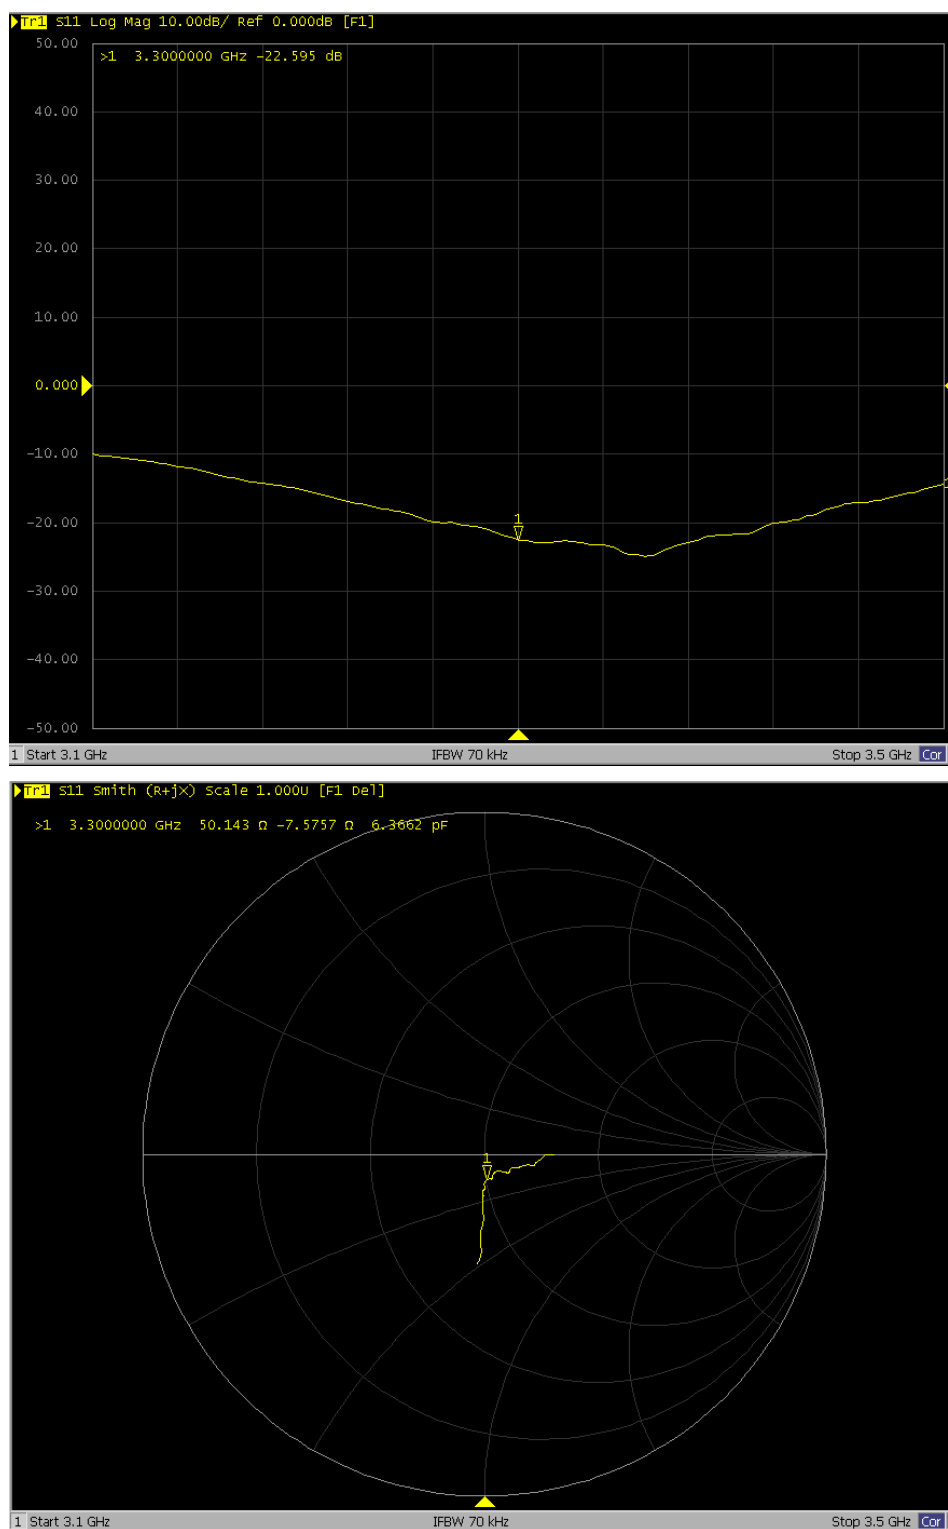 Tr1 S11 Log Mag 10.00dB/ Ref 0.000dB [F1]
50.00
>1 3.3000000 GHz -22.595 dB
40.00
30.00
20.00
10.00
0.000
-10.00
-20.00
1
-30.00
-40.00
-50.00
1 Start 3.1 GHz IFBW 70 kHz Stop 3.5 GHz Cor
Tr1 S11 Smith (R+jX) Scale 1.000U [F1 Del]
>1 3.3000000 GHz 50.143 Ω -7.5757 Ω 6.3662 pF
1
1 Start 3.1 GHz IFBW 70 kHz Stop 3.5 GHz Cor